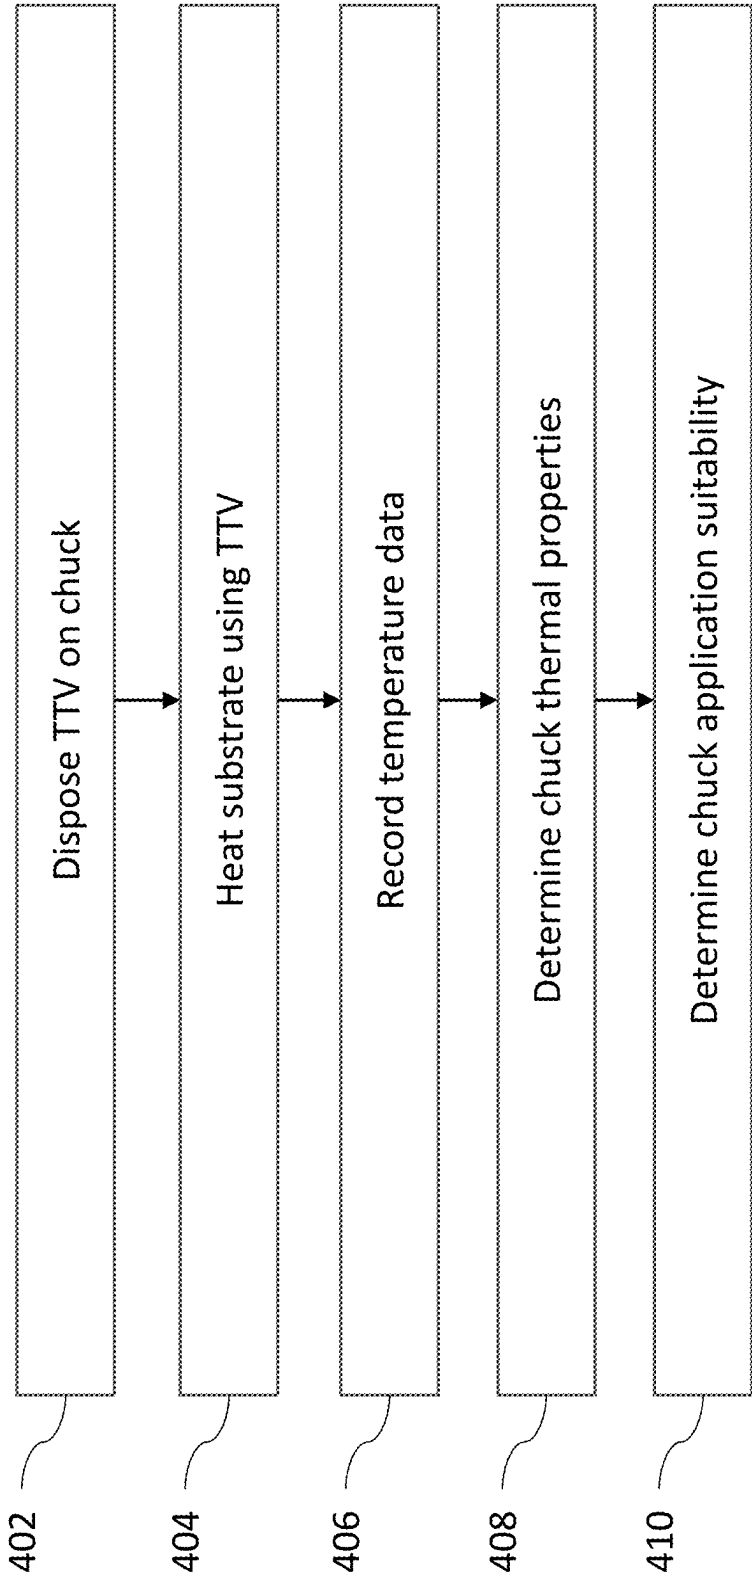 402
Dispose TTV on chuck
404
Heat substrate using TTV
406
Record temperature data
408
Determine chuck thermal properties
410
Determine chuck application suitability